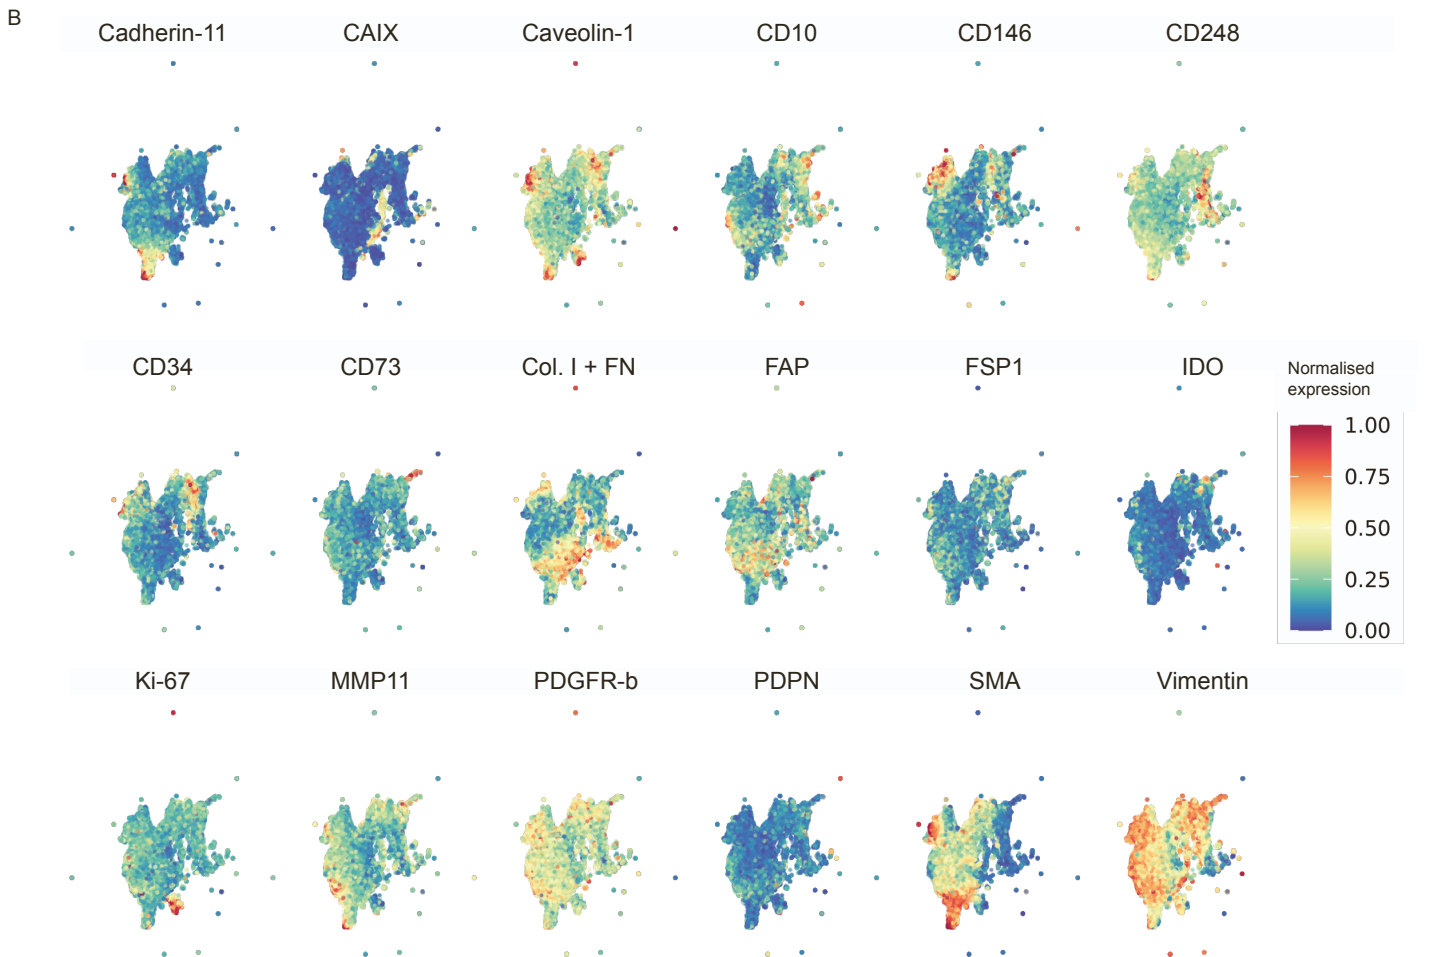 B
Cadherin-11 CAIX Caveolin-1 CD10 CD146 CD248
CD34 CD73 Col. I + FN FAP FSP1 IDO
Normalised
expression
1.00
0.75
0.50
0.25
0.00
Ki-67 MMP11 PDGFR-b PDPN SMA Vimentin